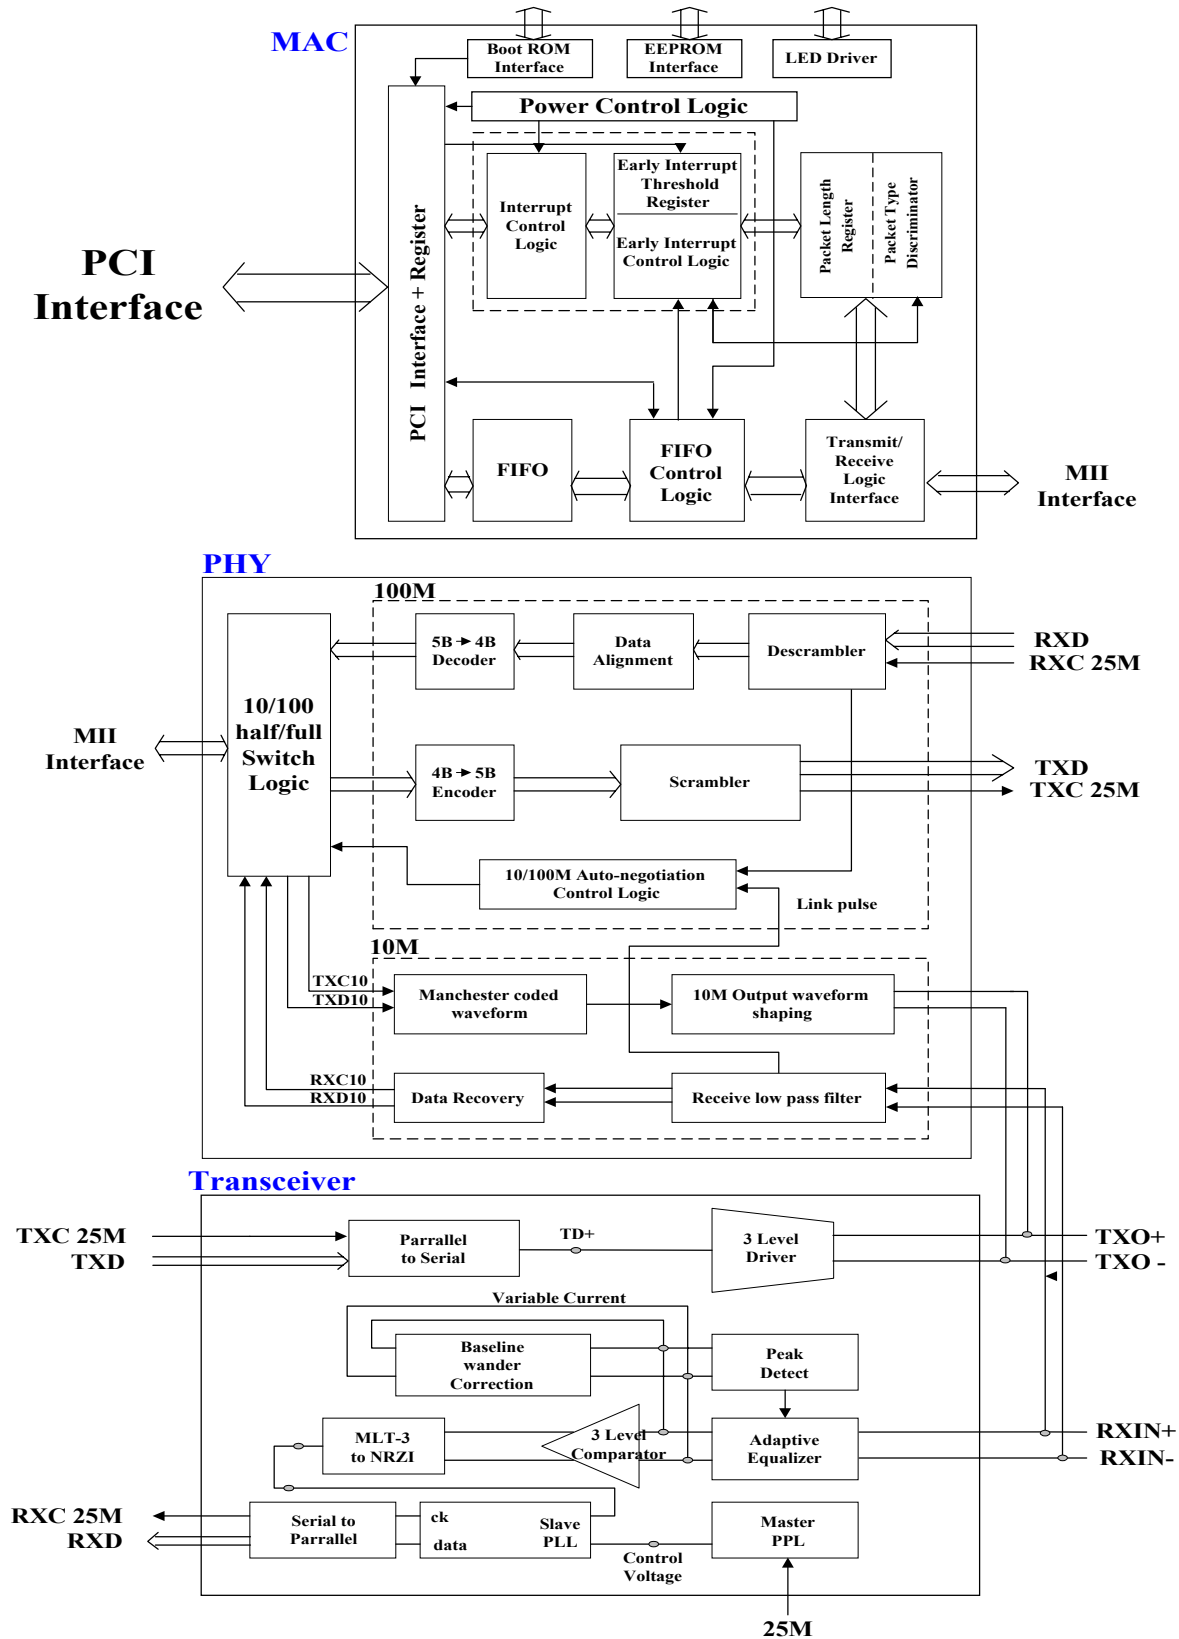 MAC
Boot ROM
Interface
EEPROM
Interface
LED Driver
Power Control Logic
PCI Interface + Register
Interrupt
Control
Logic
Early Interrupt
Threshold
Register
Early Interrupt
Control Logic
Packet Length
Register
Packet Type
Discriminator
PCI
Interface
FIFO
FIFO
Control
Logic
Transmit/
Receive
Logic
Interface
MII
Interface
PHY
100M
5B → 4B
Decoder
Data
Alignment
Descrambler
RXD
RXC 25M
10/100
half/full
Switch
Logic
MII
Interface
4B → 5B
Encoder
Scrambler
TXD
TXC 25M
10/100M Auto-negotiation
Control Logic
Link pulse
10M
TXC10
TXD10
Manchester coded
waveform
10M Output waveform
shaping
RXC10
RXD10
Data Recovery
Receive low pass filter
Transceiver
TXC 25M
TXD
Parrallel
to Serial
TD+
3 Level
Driver
TXO+
TXO -
Variable Current
Baseline
wander
Correction
Peak
Detect
MLT-3
to NRZI
3 Level
Comparator
Adaptive
Equalizer
RXIN+
RXIN-
RXC 25M
RXD
Serial to
Parrallel
ck
data
Slave
PLL
Control
Voltage
Master
PPL
25M